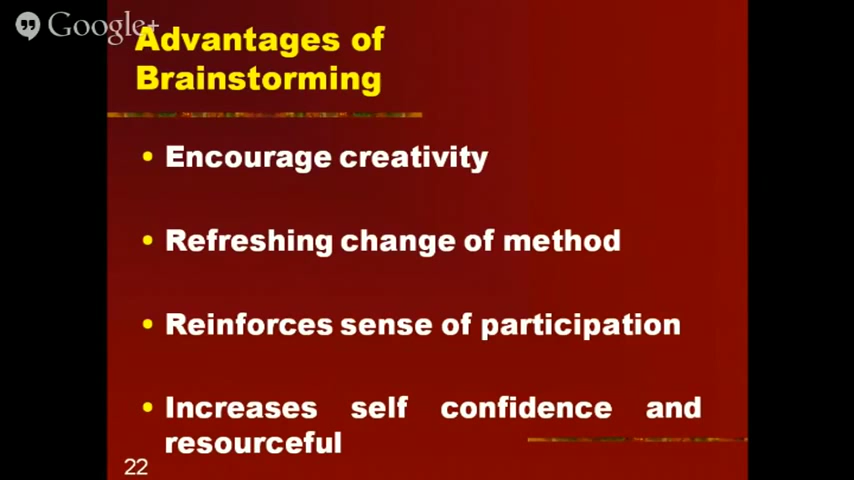 Google+
Advantages of
Brainstorming
• Encourage creativity
• Refreshing change of method
• Reinforces sense of participation
• Increases self confidence and
resourceful
22